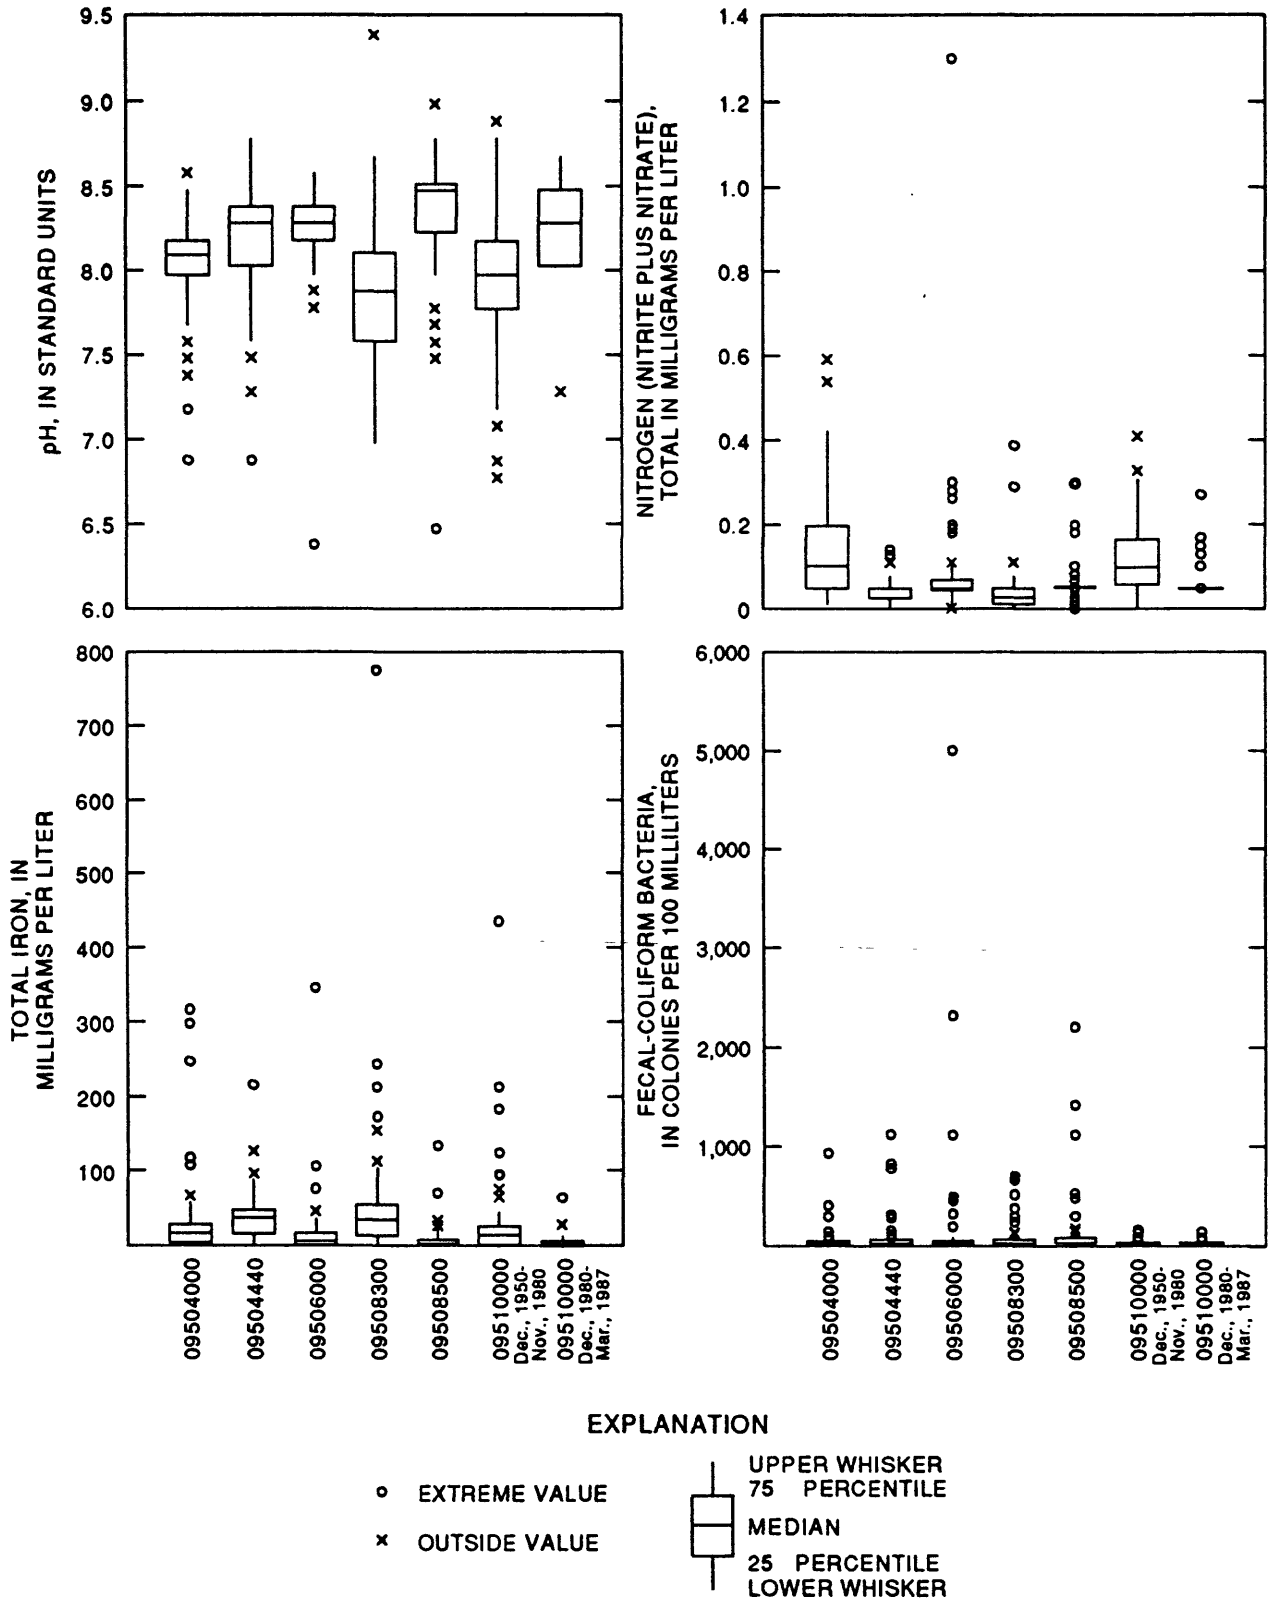 9.5
9.0
8.5
8.0
7.5
7.0
6.5
6.0
pH, IN STANDARD UNITS
1.4
1.2
1.0
0.8
0.6
0.4
0.2
0
NITROGEN (NITRITE PLUS NITRATE),
TOTAL IN MILLIGRAMS PER LITER
800
700
600
500
400
300
200
100
TOTAL IRON, IN
MILLIGRAMS PER LITER
6,000
5,000
4,000
3,000
2,000
1,000
FECAL-COLIFORM BACTERIA,
IN COLONIES PER 100 MILLILITERS
09504000
09504440
09506000
09508300
09508500
09510000
Dec., 1950-
Nov., 1980
09510000
Dec., 1980-
Mar., 1987
09504000
09504440
09506000
09508300
09508500
09510000
Dec., 1950-
Nov., 1980
09510000
Dec., 1980-
Mar., 1987
EXPLANATION
EXTREME VALUE
OUTSIDE VALUE
UPPER WHISKER
75 PERCENTILE
MEDIAN
25 PERCENTILE
LOWER WHISKER